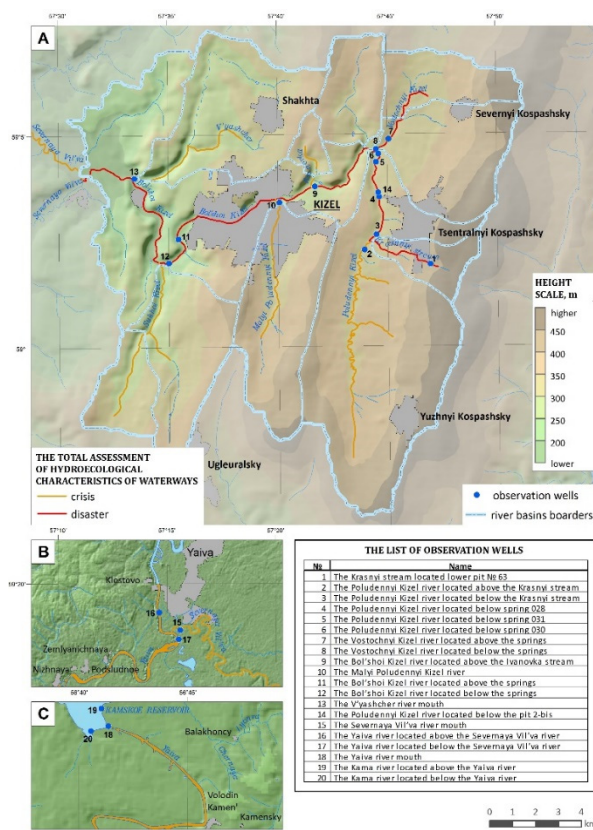 57°30'
57°35'
57°40'
57°45'
57°50'
A
Shakhta
Severnyi Kospashsky
59°5'
V'yashcher
7
8
6
5
13
14
4
9
10
KIZEL
Bol'shoi Kizel
Tsentralnyi Kospashsky
3
11
2
1
12
HEIGHT
SCALE, m
higher
450
400
350
300
250
200
lower
59°
Poludennyi Kizel
Yuzhnyi Kospashsky
THE TOTAL ASSESSMENT
OF HYDROECOLOGICAL
CHARACTERISTICS OF WATERWAYS
crisis
disaster
Ugleuralsky
observation wells
river basins boarders
57°10'
57°15'
57°20'
B
Yaiva
Klestovo
59°20'
16
15
17
Zemlyanichnaya
Nizhnaya
Podsludnoe
56°40'
56°45'
C
19
KAMSKOE RESERVOIR
18
20
Balakhoncy
Yaiva
Volodin
Kamen'
Kamensky
THE LIST OF OBSERVATION WELLS
№ Name
1 The Krasnyi stream located lower pit № 63
2 The Poludennyi Kizel river located above the Krasnyi stream
3 The Poludennyi Kizel river located below the Krasnyi stream
4 The Poludennyi Kizel river located below spring 028
5 The Poludennyi Kizel river located below spring 031
6 The Poludennyi Kizel river located below spring 030
7 The Vostochnyi Kizel river located above the springs
8 The Vostochnyi Kizel river located below the springs
9 The Bol'shoi Kizel river located above the Ivanovka stream
10 The Malyi Poludennyi Kizel river
11 The Bol'shoi Kizel river located above the springs
12 The Bol'shoi Kizel river located below the springs
13 The V'yashcher river mouth
14 The Poludennyi Kizel river located below the pit 2-bis
15 The Severnaya Vil'va river mouth
16 The Yaiva river located above the Severnaya Vil'va river
17 The Yaiva river located below the Severnaya Vil'va river
18 The Yaiva river mouth
19 The Kama river located above the Yaiva river
20 The Kama river located below the Yaiva river
0 1 2 3 4
km